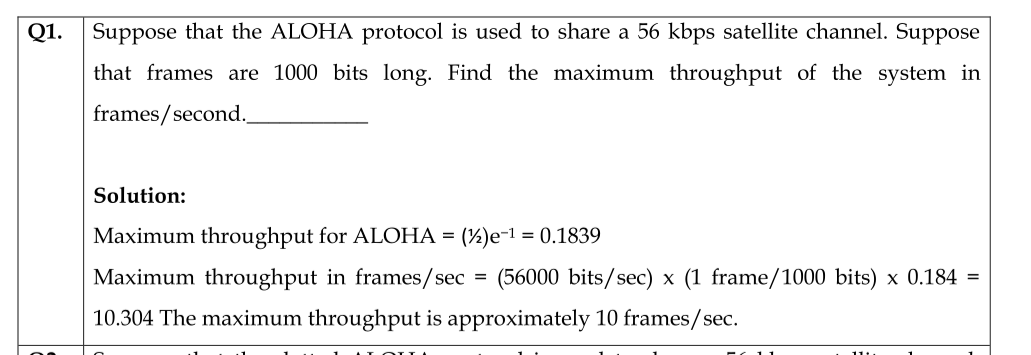 Q1. Suppose that the ALOHA protocol is used to share a 56 kbps satellite channel. Suppose
that frames are 1000 bits long. Find the maximum throughput of the system in
frames/second.___________
Solution:
Maximum throughput for ALOHA = (½)e⁻¹ = 0.1839
Maximum throughput in frames/sec = (56000 bits/sec) x (1 frame/1000 bits) x 0.184 =
10.304 The maximum throughput is approximately 10 frames/sec.